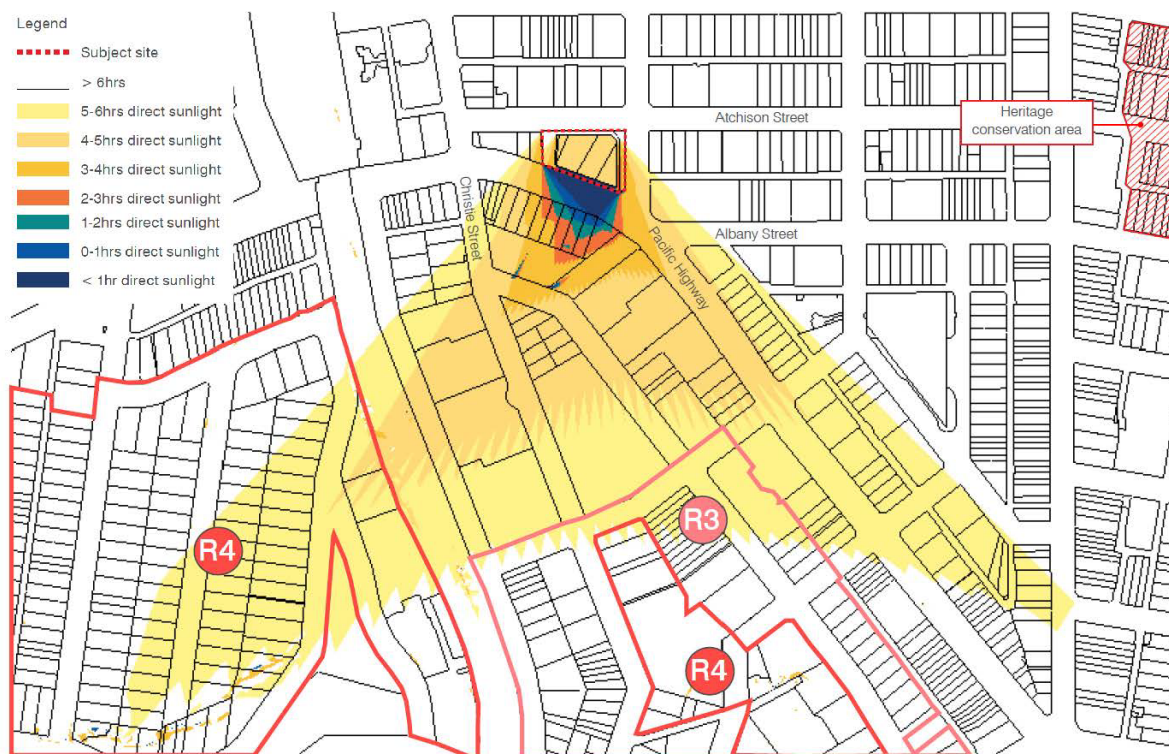 Legend
Subject site
> 6hrs
5-6hrs direct sunlight
4-5hrs direct sunlight
3-4hrs direct sunlight
2-3hrs direct sunlight
1-2hrs direct sunlight
0-1hrs direct sunlight
< 1hr direct sunlight
Atchison Street
Heritage
conservation area
Christie Street
Pacific Highway
Albany Street
R3
R4
R4